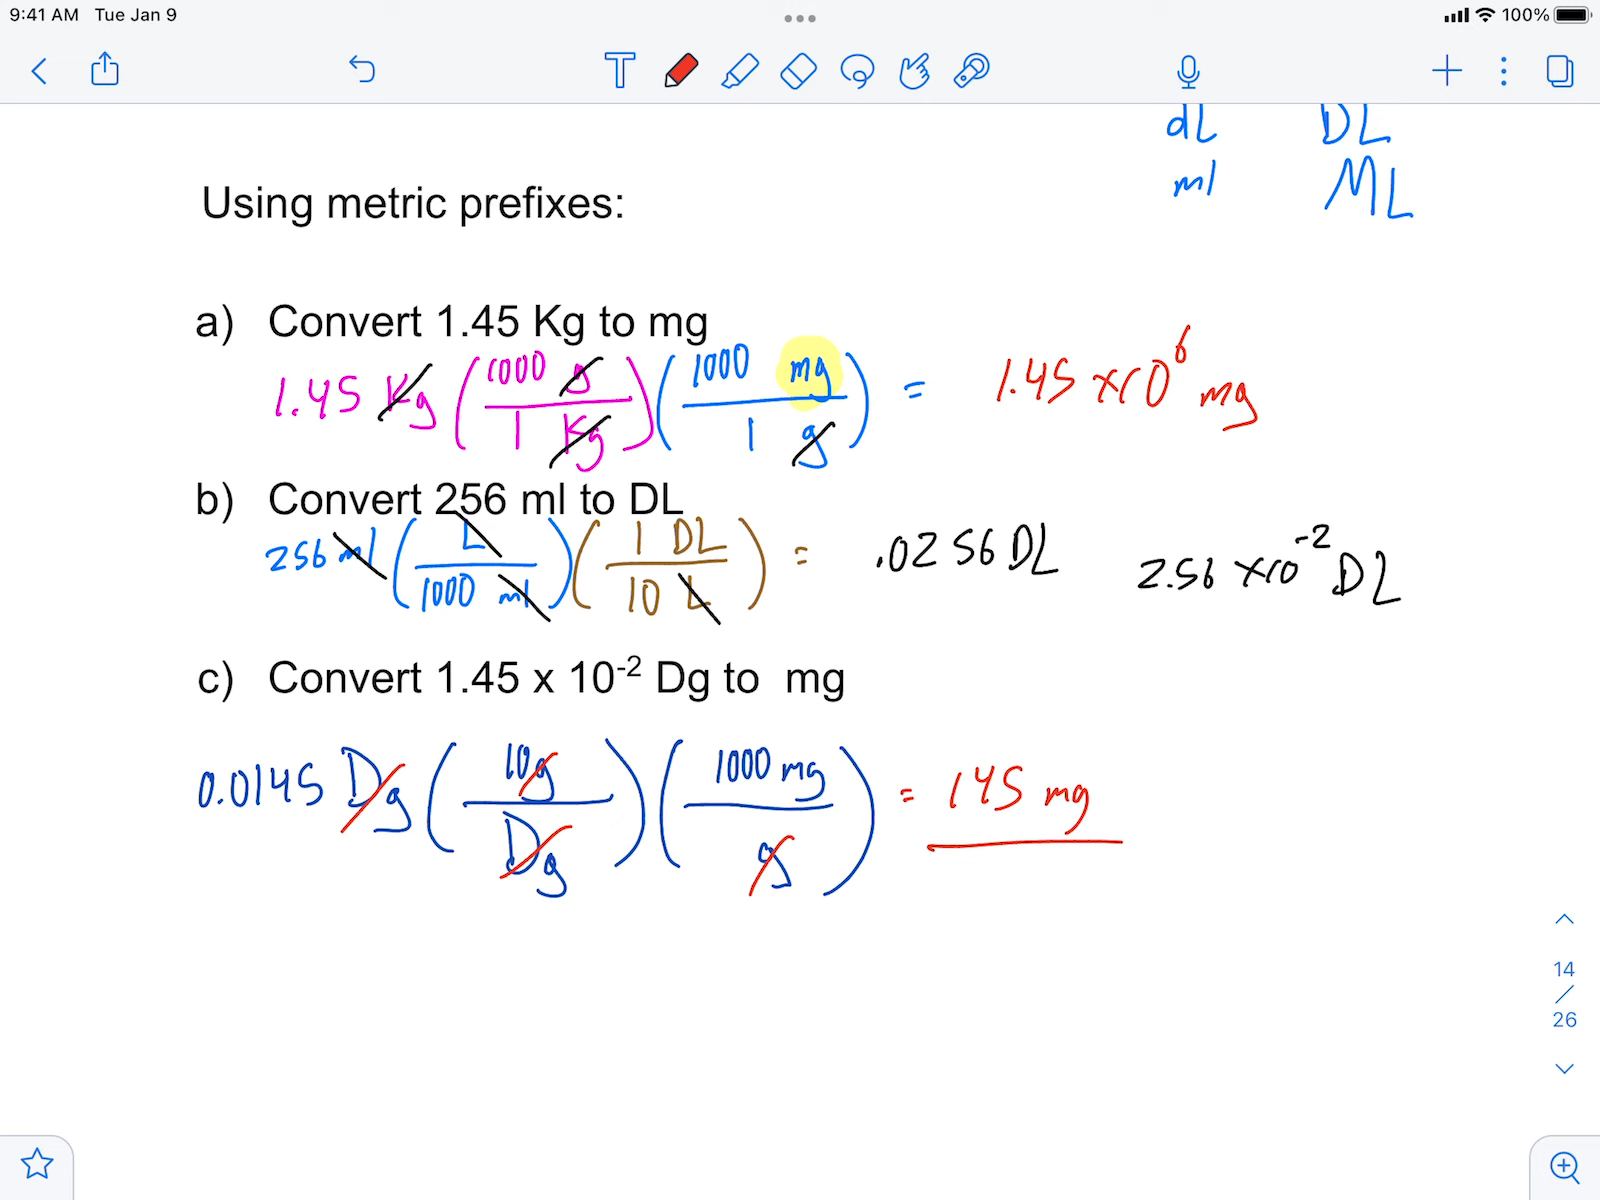 9:41 AM Tue Jan 9
100%
dL DL
ml ML
Using metric prefixes:
a) Convert 1.45 Kg to mg
1.45 Kg (1000 g / 1 Kg) (1000 mg / 1 g) = 1.45 x10⁶ mg
b) Convert 256 ml to DL
256 ml (L / 1000 ml) (1 DL / 10 L) = .0256 DL 2.56 x10⁻² DL
c) Convert 1.45 x 10⁻² Dg to mg
0.0145 Dg (10g / Dg) (1000 mg / g) = 145 mg
14
/
26